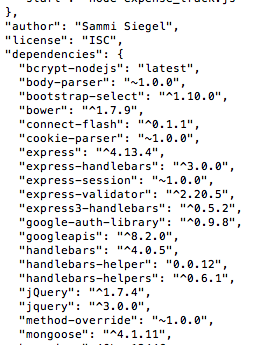 "start": "node expense_track.js"
},
"author": "Sammi Siegel",
"license": "ISC",
"dependencies": {
"bcrypt-nodejs": "latest",
"body-parser": "~1.0.0",
"bootstrap-select": "^1.10.0",
"bower": "^1.7.9",
"connect-flash": "^0.1.1",
"cookie-parser": "~1.0.0",
"express": "^4.13.4",
"express-handlebars": "^3.0.0",
"express-session": "~1.0.0",
"express-validator": "^2.20.5",
"express3-handlebars": "^0.5.2",
"google-auth-library": "^0.9.8",
"googleapis": "^8.2.0",
"handlebars": "^4.0.5",
"handlebars-helper": "0.0.12",
"handlebars-helpers": "^0.6.1",
"jQuery": "^1.7.4",
"jquery": "^3.0.0",
"method-override": "~1.0.0",
"mongoose": "^4.1.11",